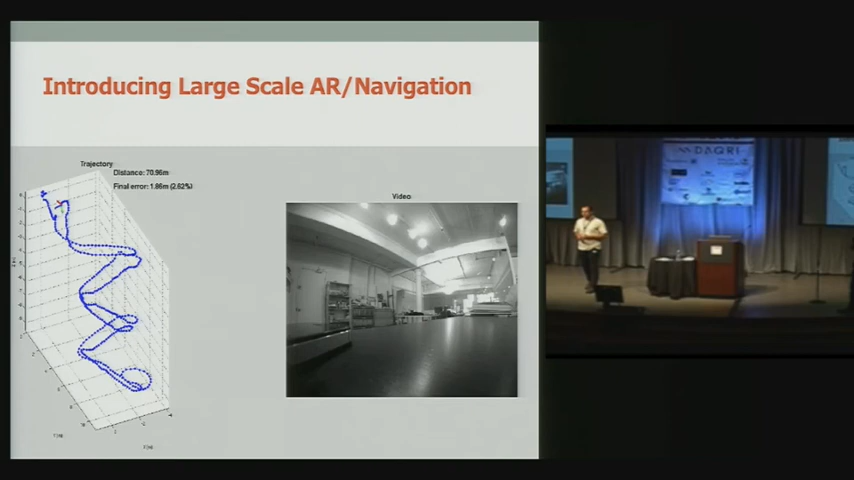 Introducing Large Scale AR/Navigation
Trajectory
Distance: 70.96m
Final error: 1.86m (2.62%)
Video
DAQRI